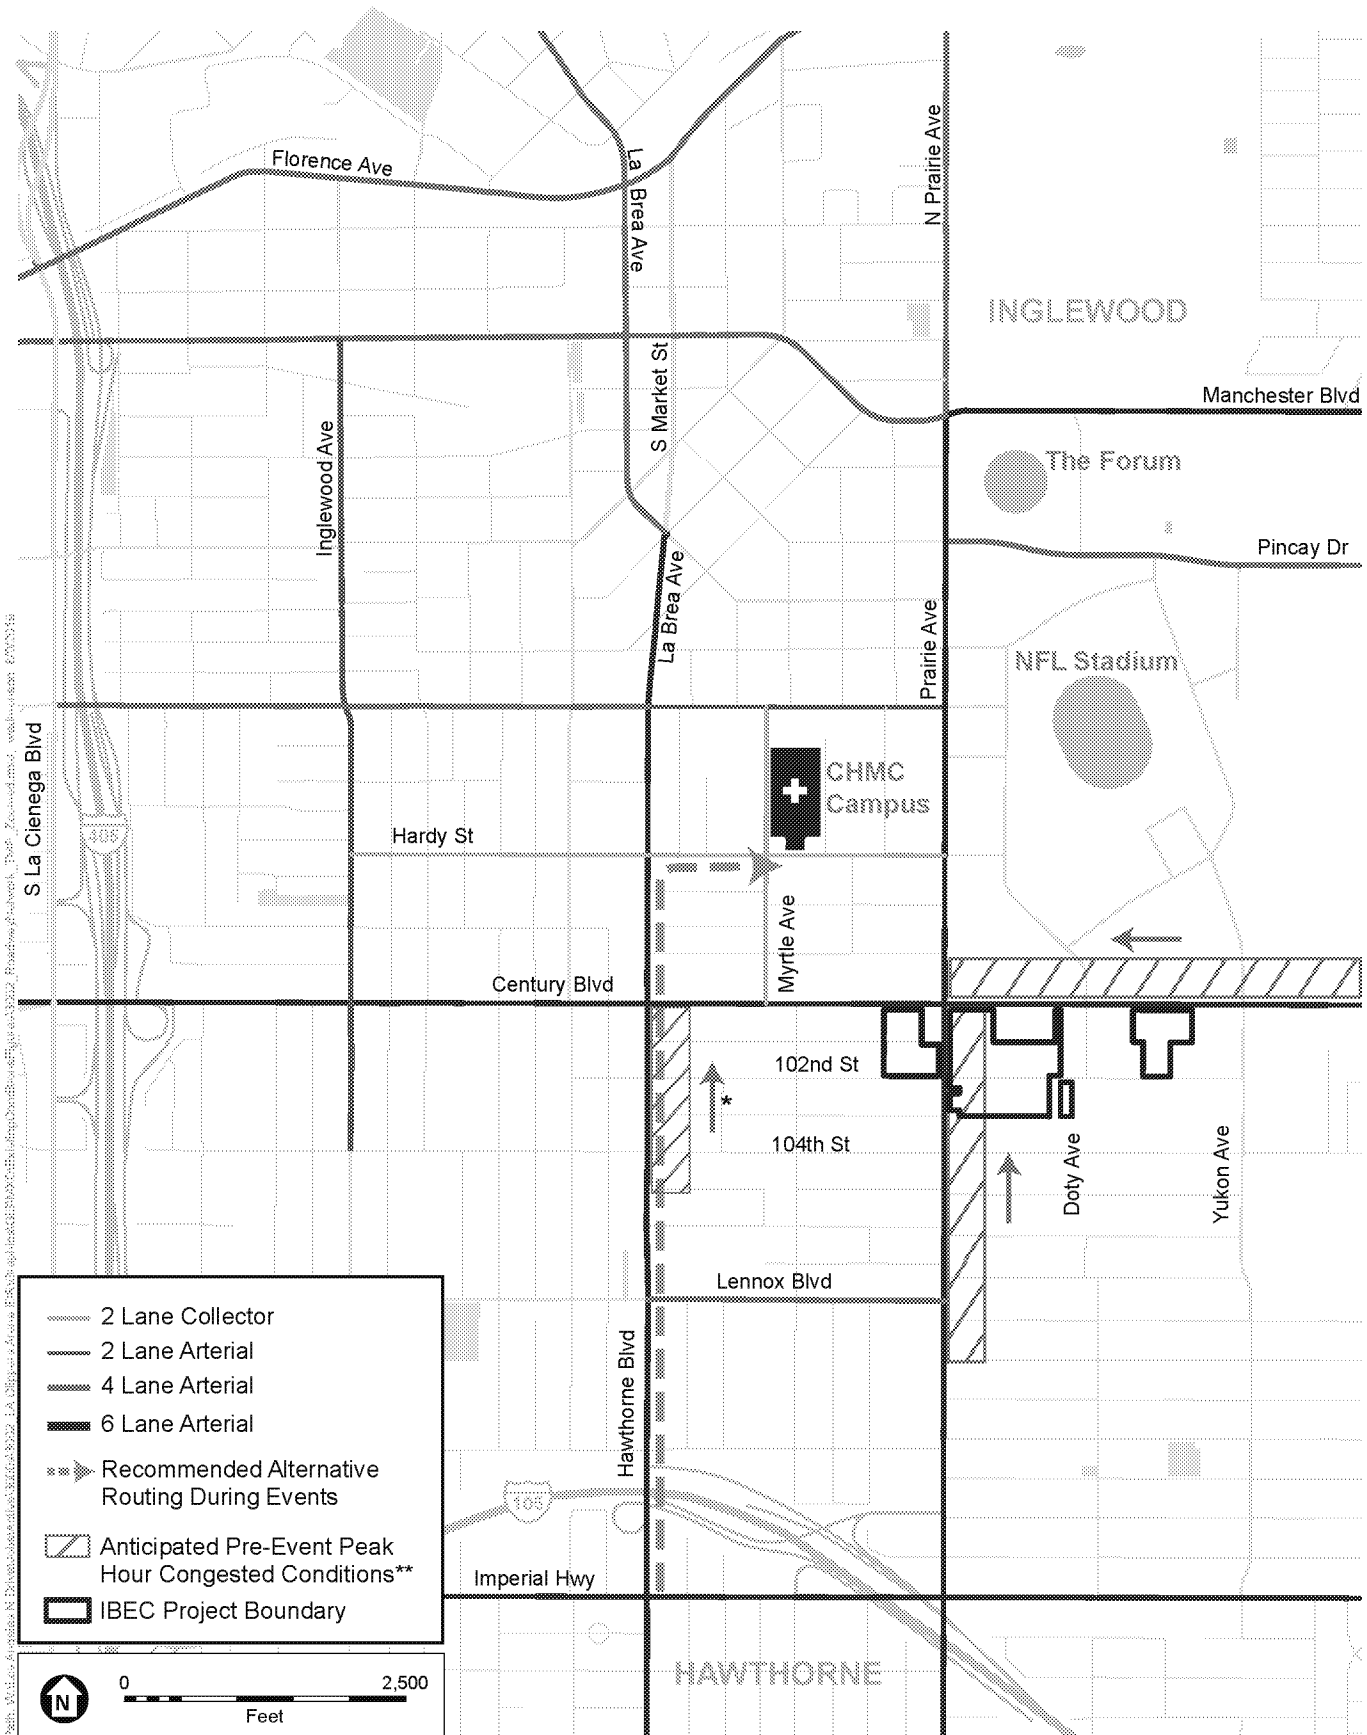 Florence Ave
La Brea Ave
N Prairie Ave
INGLEWOOD
S Market St
Manchester Blvd
Inglewood Ave
The Forum
Pincay Dr
La Brea Ave
Prairie Ave
NFL Stadium
S La Cienega Blvd
CHMC
Campus
405
Hardy St
Myrtle Ave
Century Blvd
102nd St
*
104th St
Doty Ave
Yukon Ave
Lennox Blvd
Hawthorne Blvd
105
Imperial Hwy
HAWTHORNE
2 Lane Collector
2 Lane Arterial
4 Lane Arterial
6 Lane Arterial
Recommended Alternative
Routing During Events
Anticipated Pre-Event Peak
Hour Congested Conditions**
IBEC Project Boundary
N
0 2,500
Feet